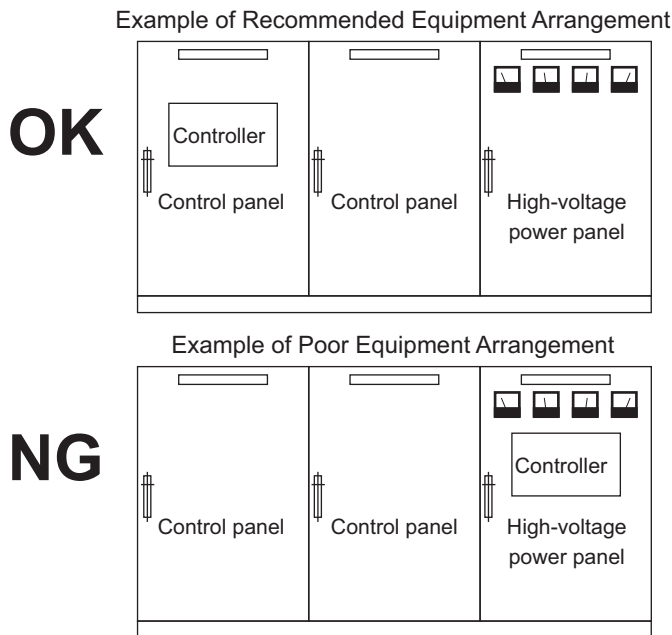 Example of Recommended Equipment Arrangement
OK
Controller
Control panel
Control panel
High-voltage
power panel
Example of Poor Equipment Arrangement
NG
Controller
Control panel
Control panel
High-voltage
power panel